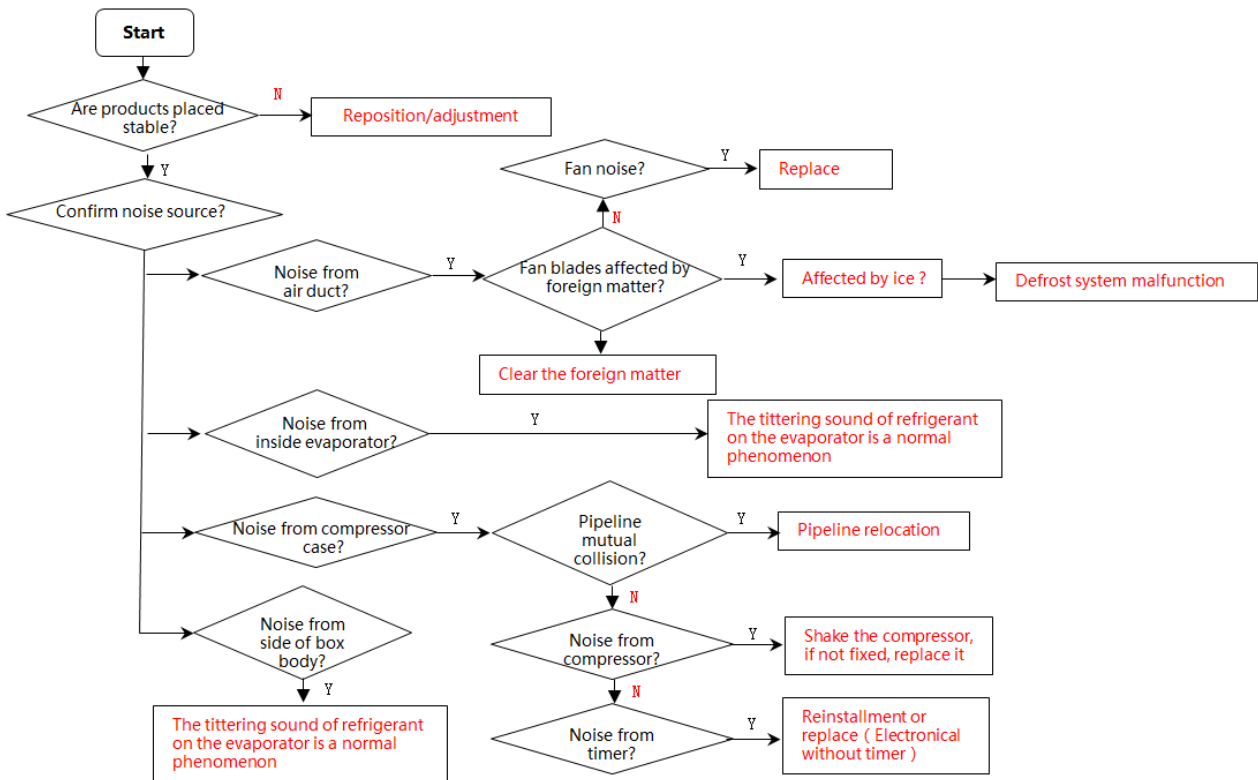 Start
Are products placed
stable?
N
Reposition/adjustment
Y
Confirm noise source?
Fan noise?
Y
Replace
N
Noise from
air duct?
Y
Fan blades affected by
foreign matter?
Y
Affected by ice ?
Defrost system malfunction
Clear the foreign matter
Noise from
inside evaporator?
Y
The tittering sound of refrigerant
on the evaporator is a normal
phenomenon
Noise from compressor
case?
Y
Pipeline
mutual
collision?
Y
Pipeline relocation
N
Noise from
side of box
body?
Y
The tittering sound of refrigerant
on the evaporator is a normal
phenomenon
Noise from
compressor?
Y
Shake the compressor,
if not fixed, replace it
N
Noise from
timer?
Y
Reinstallment or
replace ( Electronical
without timer )